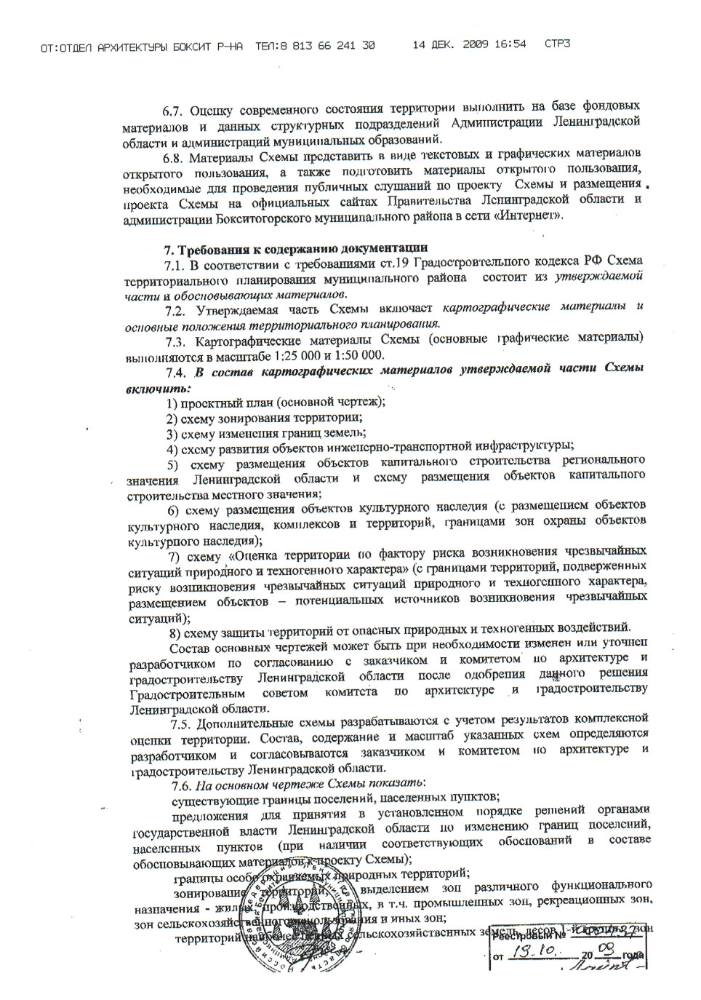 ОТ:ОТДЕЛ АРХИТЕКТУРЫ БОКСИТ Р-НА ТЕЛ:8 813 66 241 30 14 ДЕК. 2009 16:54 СТР3
6.7. Оценку современного состояния территории выполнить на базе фондовых
материалов и данных структурных подразделений Администрации Ленинградской
области и администраций муниципальных образований.
6.8. Материалы Схемы представить в виде текстовых и графических материалов
открытого пользования, а также подготовить материалы открытого пользования,
необходимые для проведения публичных слушаний по проекту Схемы и размещения
проекта Схемы на официальных сайтах Правительства Ленинградской области и
администрации Бокситогорского муниципального района в сети «Интернет».
7. Требования к содержанию документации
7.1. В соответствии с требованиями ст.19 Градостроительного кодекса РФ Схема
территориального планирования муниципального района состоит из утверждаемой
части и обосновывающих материалов.
7.2. Утверждаемая часть Схемы включает картографические материалы и
основные положения территориального планирования.
7.3. Картографические материалы Схемы (основные графические материалы)
выполняются в масштабе 1:25 000 и 1:50 000.
7.4. В состав картографических материалов утверждаемой части Схемы
включить:
1) проектный план (основной чертеж);
2) схему зонирования территории;
3) схему изменения границ земель;
4) схему развития объектов инженерно-транспортной инфраструктуры;
5) схему размещения объектов капитального строительства регионального
значения Ленинградской области и схему размещения объектов капитального
строительства местного значения;
6) схему размещения объектов культурного наследия (с размещением объектов
культурного наследия, комплексов и территорий, границами зон охраны объектов
культурного наследия);
7) схему «Оценка территории по фактору риска возникновения чрезвычайных
ситуаций природного и техногенного характера» (с границами территорий, подверженных
риску возникновения чрезвычайных ситуаций природного и техногенного характера,
размещением объектов – потенциальных источников возникновения чрезвычайных
ситуаций);
8) схему защиты территорий от опасных природных и техногенных воздействий.
Состав основных чертежей может быть при необходимости изменен или уточнен
разработчиком по согласованию с заказчиком и комитетом по архитектуре и
градостроительству Ленинградской области после одобрения данного решения
Градостроительным советом комитета по архитектуре и градостроительству
Ленинградской области.
7.5. Дополнительные схемы разрабатываются с учетом результатов комплексной
оценки территории. Состав, содержание и масштаб указанных схем определяются
разработчиком и согласовываются заказчиком и комитетом по архитектуре и
градостроительству Ленинградской области.
7.6. На основном чертеже Схемы показать:
существующие границы поселений, населенных пунктов;
предложения для принятия в установленном порядке решений органами
государственной власти Ленинградской области по изменению границ поселений,
населенных пунктов (при наличии соответствующих обоснований в составе
обосновывающих материалов к проекту Схемы);
границы особо охраняемых природных территорий;
зонирование территорий, с выделением зон различного функционального
назначения - жилых, производственных, в т.ч. промышленных зон, рекреационных зон,
зон сельскохозяйственного использования и иных зон;
территорий наиболее ценных сельскохозяйственных земель, лесов 1-й группы, зон
Реестровый №
от 19.10. 2009 года